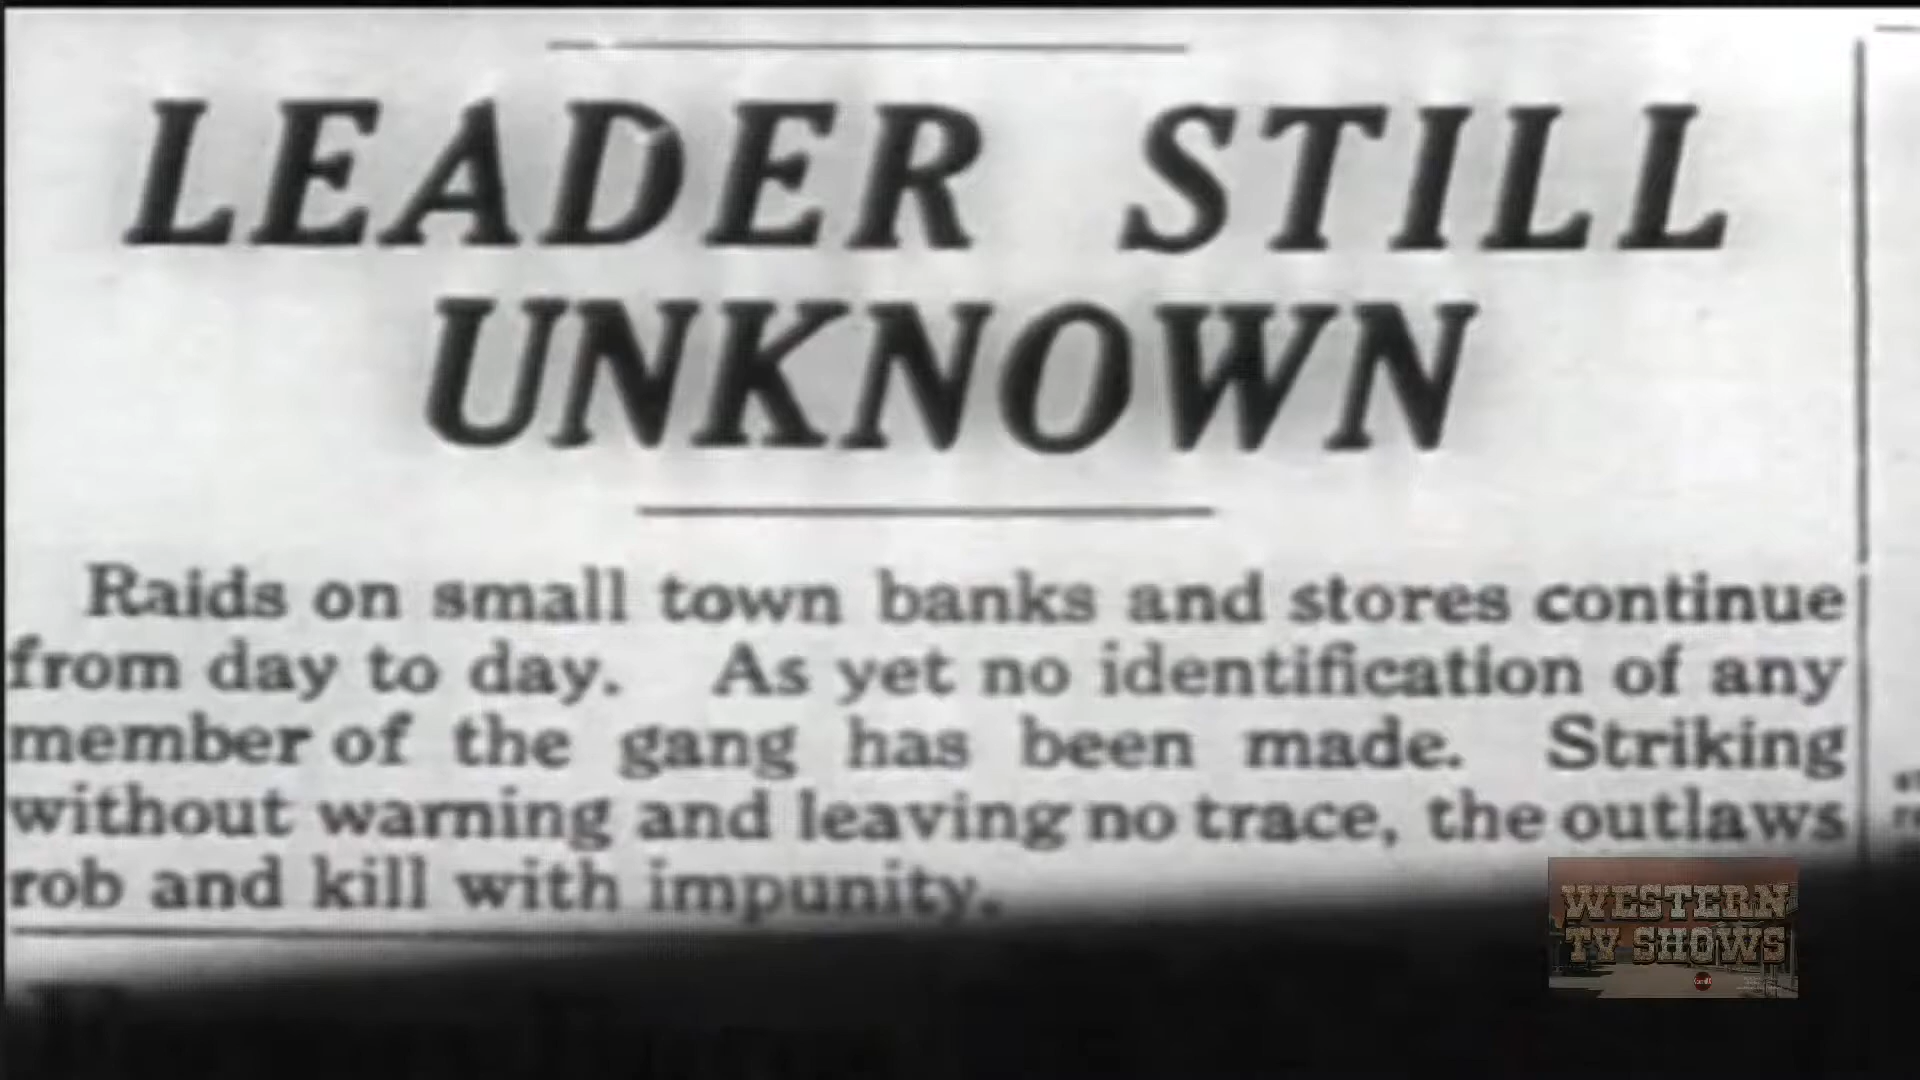 LEADER STILL
UNKNOWN
Raids on small town banks and stores continue
from day to day. As yet no identification of any
member of the gang has been made. Striking
without warning and leaving no trace, the outlaws
rob and kill with impunity.
WESTERN
TV SHOWS